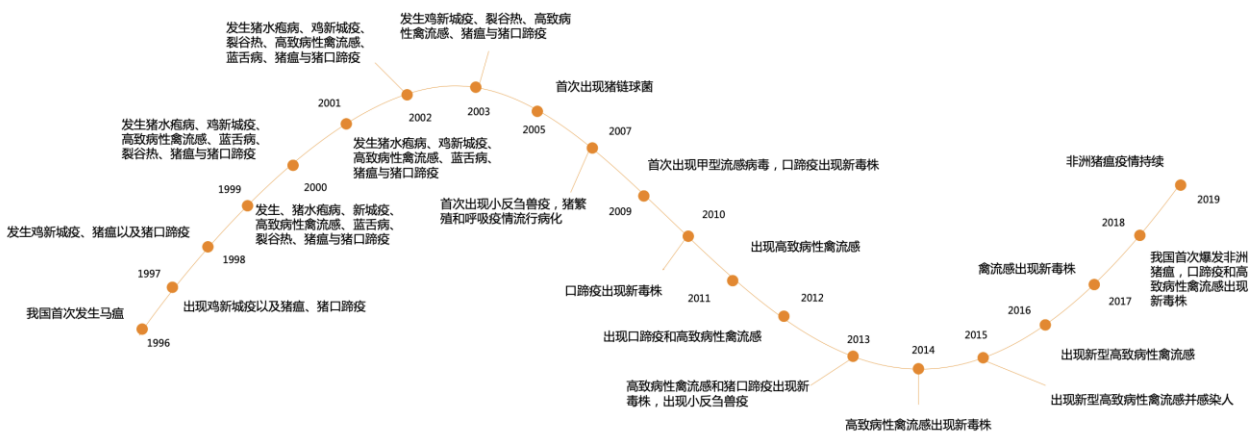 我国首次发生马瘟
1996
1997
出现鸡新城疫以及猪瘟、猪口蹄疫
发生鸡新城疫、猪瘟以及猪口蹄疫
1998
1999
发生、猪水疱病、新城疫、
高致病性禽流感、蓝舌病、
裂谷热、猪瘟与猪口蹄疫
发生猪水疱病、鸡新城疫、
高致病性禽流感、蓝舌病、
裂谷热、猪瘟与猪口蹄疫
2000
2001
发生猪水疱病、鸡新城疫、
高致病性禽流感、蓝舌病、
猪瘟与猪口蹄疫
发生猪水疱病、鸡新城疫、
裂谷热、高致病性禽流感、
蓝舌病、猪瘟与猪口蹄疫
2002
发生鸡新城疫、裂谷热、高致病
性禽流感、猪瘟与猪口蹄疫
2003
首次出现猪链球菌
2005
2007
首次出现小反刍兽疫，猪繁
殖和呼吸疫情流行病化
首次出现甲型流感病毒，口蹄疫出现新毒株
2009
2010
口蹄疫出现新毒株
出现高致病性禽流感
2011
2012
出现口蹄疫和高致病性禽流感
2013
高致病性禽流感和猪口蹄疫出现新
毒株，出现小反刍兽疫
2014
高致病性禽流感出现新毒株
2015
出现新型高致病性禽流感并感染人
2016
出现新型高致病性禽流感
禽流感出现新毒株
2017
2018
我国首次爆发非洲
猪瘟，口蹄疫和高
致病性禽流感出现
新毒株
非洲猪瘟疫情持续
2019